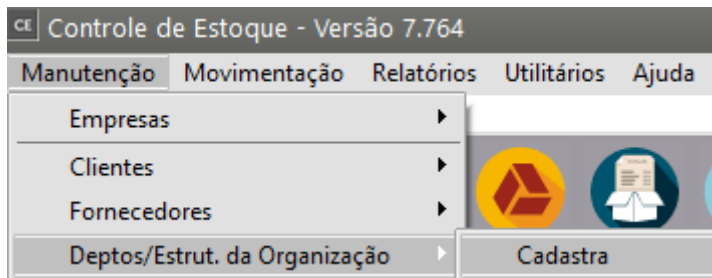 CE Controle de Estoque - Versão 7.764
Manutenção Movimentação Relatórios Utilitários Ajuda
Empresas
Clientes
Fornecedores
Deptos/Estrut. da Organização Cadastra